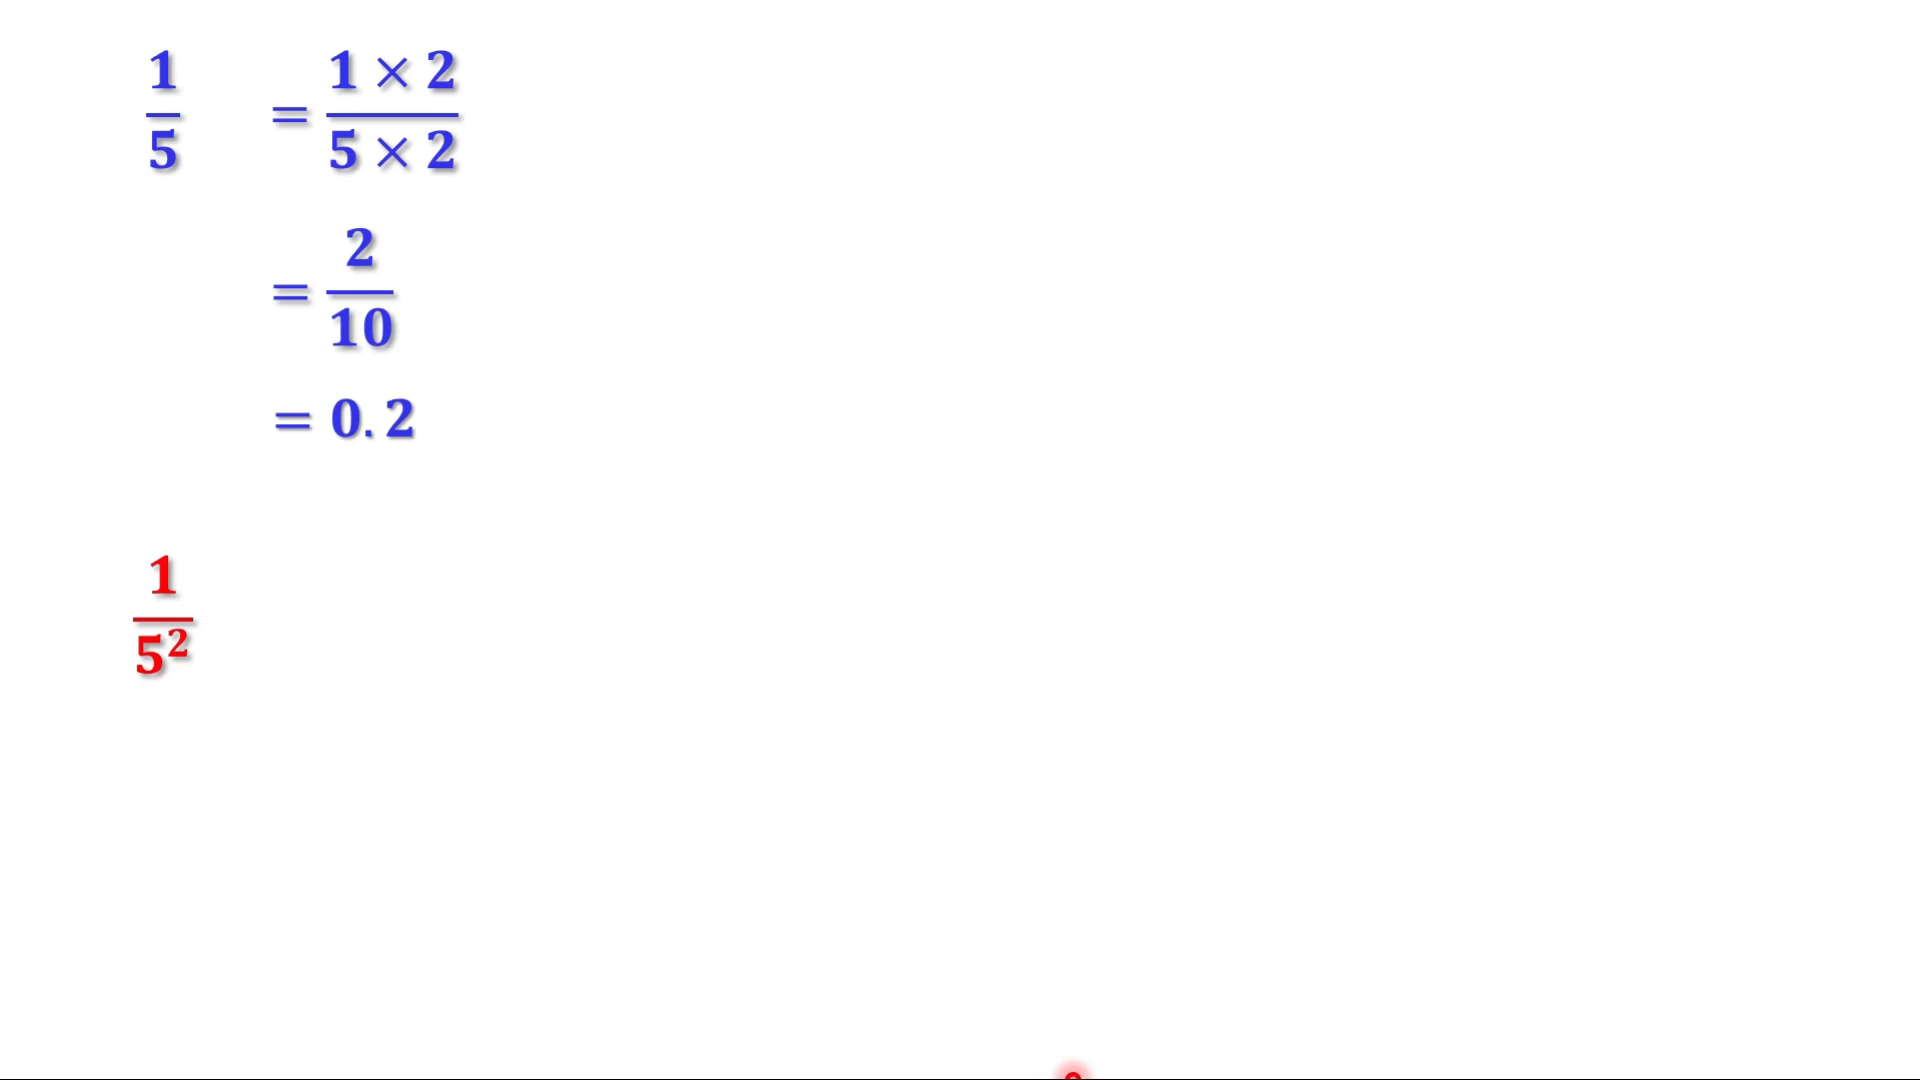 1/5 = (1 × 2)/(5 × 2)
= 2/10
= 0.2
1/5²